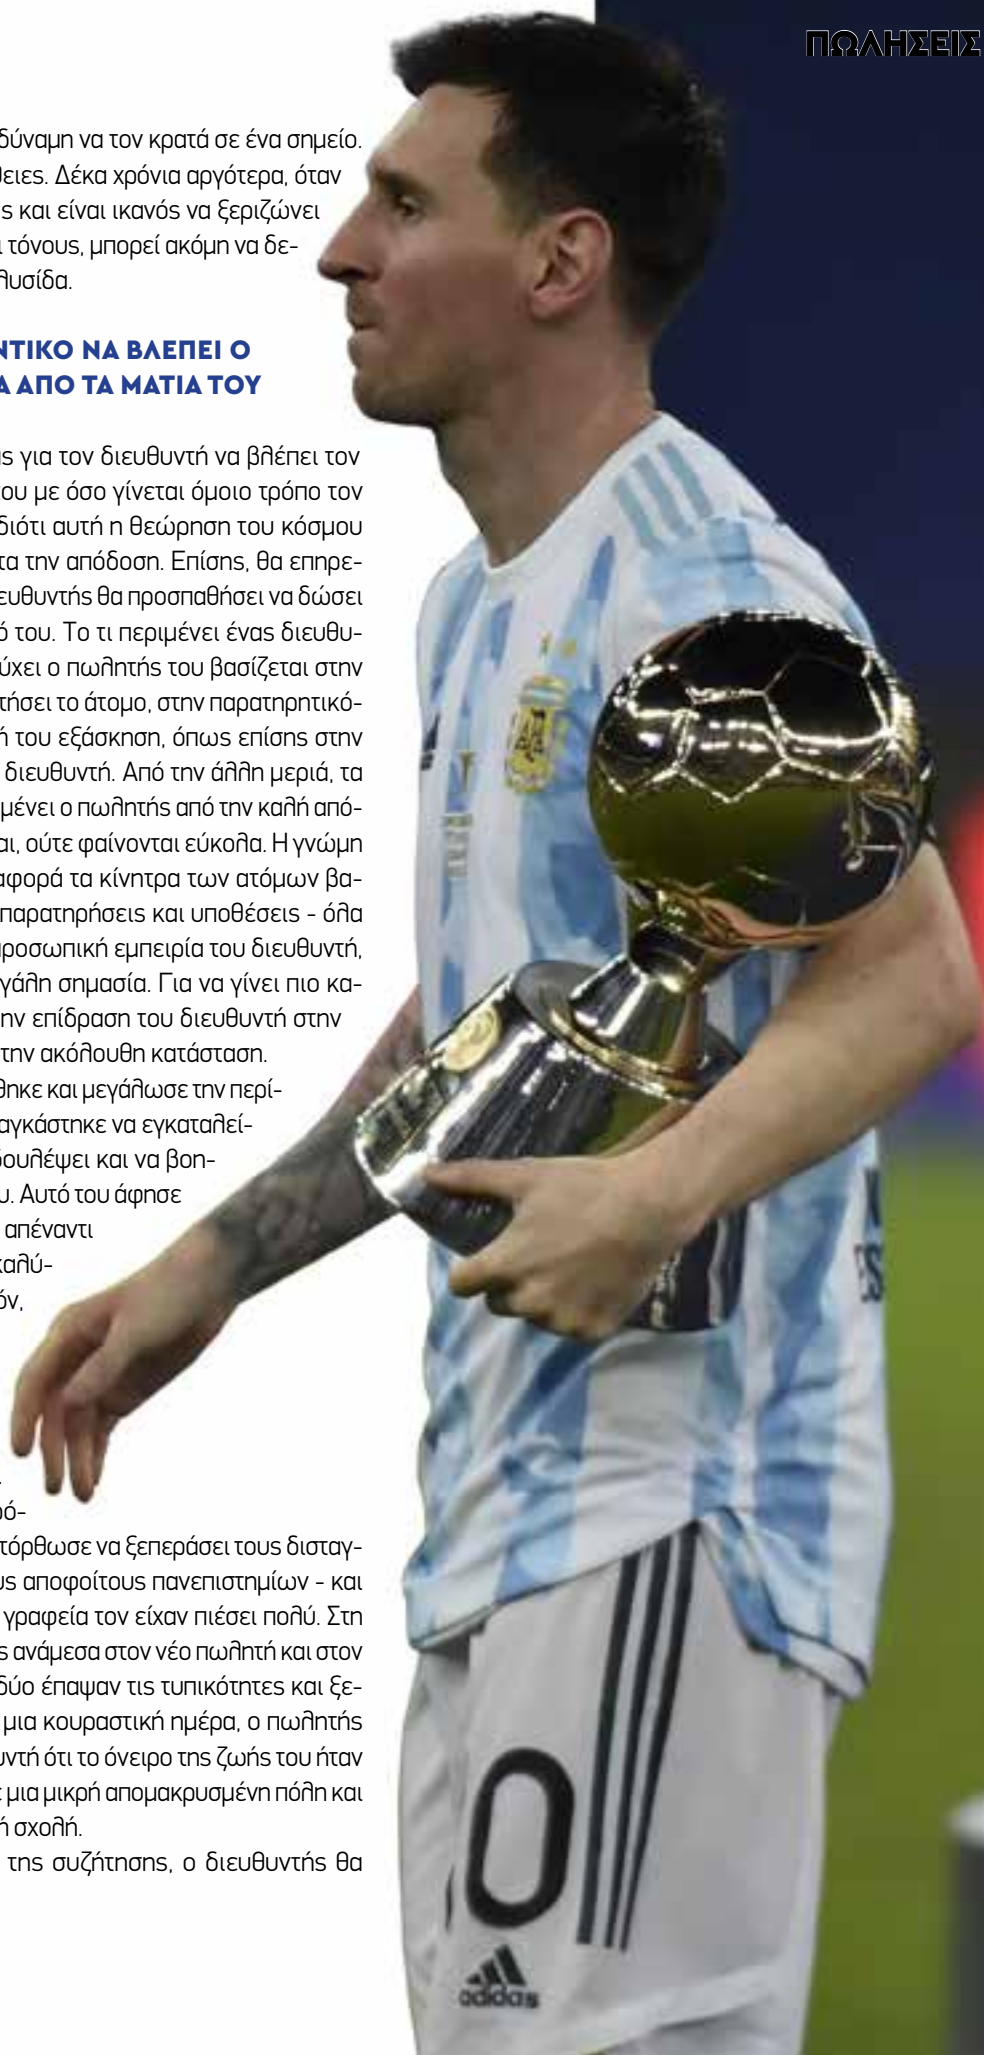 ΠΩΛΗΣΕΙΣ
δύναμη να τον κρατά σε ένα σημείο.
θειες. Δέκα χρόνια αργότερα, όταν
ς και είναι ικανός να ξεριζώνει
ι τόνους, μπορεί ακόμη να δε-
λυσίδα.
ΝΤΙΚΟ ΝΑ ΒΛΕΠΕΙ Ο
Α ΑΠΟ ΤΑ ΜΑΤΙΑ ΤΟΥ
ας για τον διευθυντή να βλέπει τον
του με όσο γίνεται όμοιο τρόπο τον
διότι αυτή η θεώρηση του κόσμου
τα την απόδοση. Επίσης, θα επηρε-
ευθυντής θα προσπαθήσει να δώσει
ό του. Το τι περιμένει ένας διευθυ-
ύχει ο πωλητής του βασίζεται στην
τήσει το άτομο, στην παρατηρητικό-
ή του εξάσκηση, όπως επίσης στην
διευθυντή. Από την άλλη μεριά, τα
μένει ο πωλητής από την καλή από-
αι, ούτε φαίνονται εύκολα. Η γνώμη
αφορά τα κίνητρα των ατόμων βα-
παρατηρήσεις και υποθέσεις - όλα
ροσωπική εμπειρία του διευθυντή,
γάλη σημασία. Για να γίνει πιο κα-
ην επίδραση του διευθυντή στην
την ακόλουθη κατάσταση.
θηκε και μεγάλωσε την περί-
αγκάστηκε να εγκαταλεί-
δουλέψει και να βοη-
υ. Αυτό του άφησε
απέναντι
καλύ-
όν,
ρό-
τόρθωσε να ξεπεράσει τους δισταγ-
υς αποφοίτους πανεπιστημίων - και
γραφεία τον είχαν πιέσει πολύ. Στη
ς ανάμεσα στον νέο πωλητή και στον
δύο έπαψαν τις τυπικότητες και ξε-
μια κουραστική ημέρα, ο πωλητής
υντή ότι το όνειρο της ζωής του ήταν
ε μια μικρή απομακρυσμένη πόλη και
ή σχολή.
της συζήτησης, ο διευθυντής θα
AFA
10
adidas